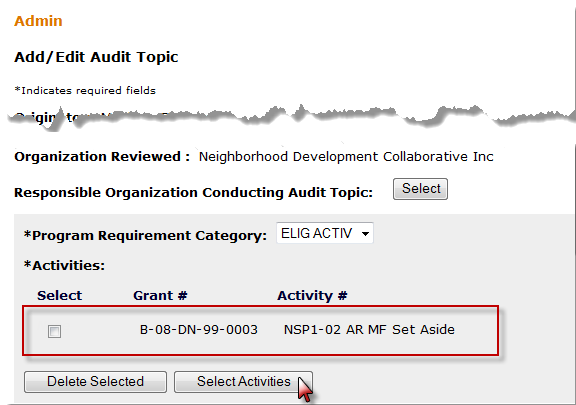 Admin
Add/Edit Audit Topic
*Indicates required fields
Organization Reviewed : Neighborhood Development Collaborative Inc
Responsible Organization Conducting Audit Topic: Select
*Program Requirement Category: ELIG ACTIV
*Activities:
Select Grant # Activity #
B-08-DN-99-0003 NSP1-02 AR MF Set Aside
Delete Selected Select Activities